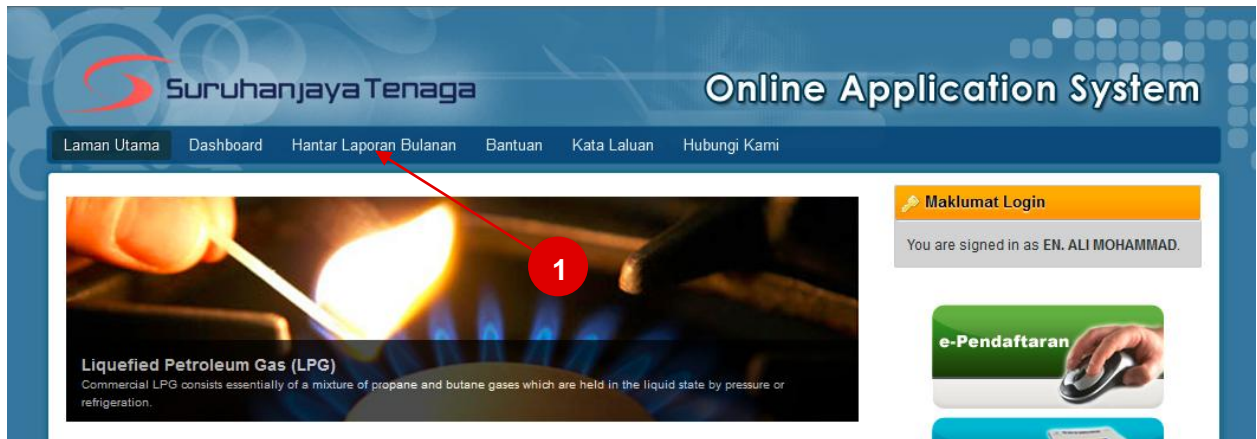 Suruhanjaya Tenaga
Online Application System
Laman Utama Dashboard Hantar Laporan Bulanan Bantuan Kata Laluan Hubungi Kami
Maklumat Login
You are signed in as EN. ALI MOHAMMAD.
1
e-Pendaftaran
Liquefied Petroleum Gas (LPG)
Commercial LPG consists essentially of a mixture of propane and butane gases which are held in the liquid state by pressure or
refrigeration.